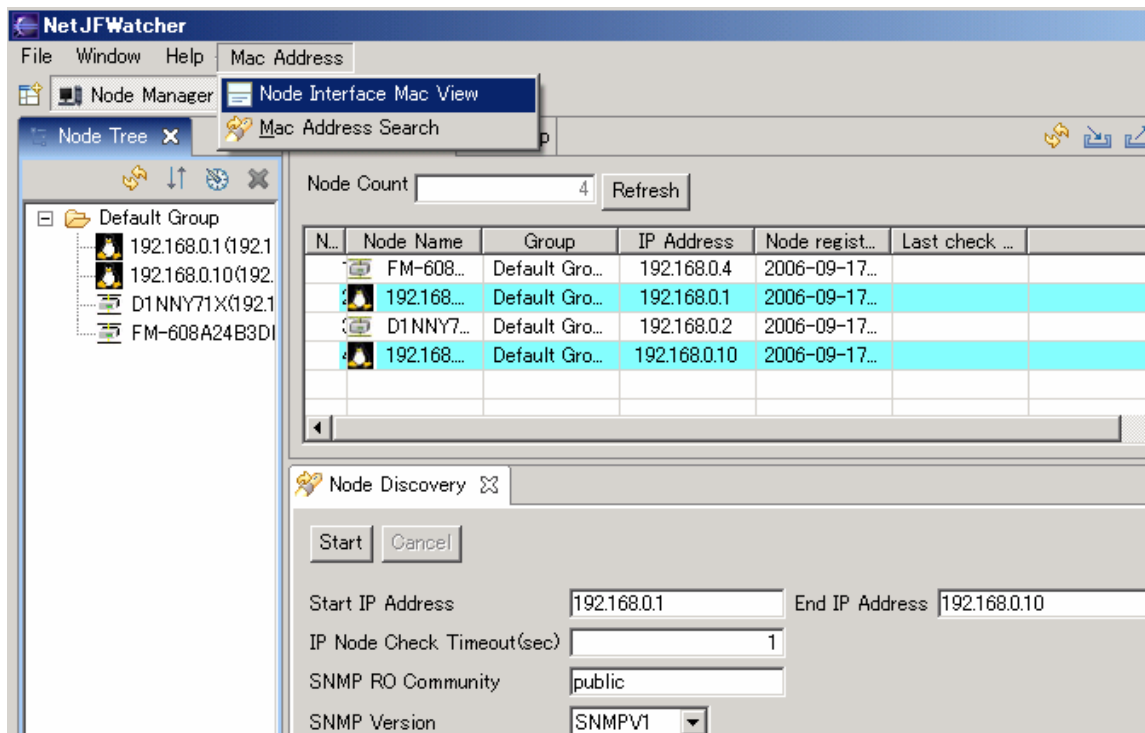 NetJFWatcher
File Window Help Mac Address
Node Manager
Node Interface Mac View
Mac Address Search
Node Tree
Node Count 4 Refresh
Default Group
192.168.0.1(192.1
192.168.0.10(192.
D1NNY71X(192.1
FM-608A24B3D
N... Node Name Group IP Address Node regist... Last check ...
FM-608... Default Gro... 192.168.0.4 2006-09-17...
2 192.168.... Default Gro... 192.168.0.1 2006-09-17...
3 D1NNY7... Default Gro... 192.168.0.2 2006-09-17...
4 192.168.... Default Gro... 192.168.0.10 2006-09-17...
Node Discovery
Start Cancel
Start IP Address 192.168.0.1 End IP Address 192.168.0.10
IP Node Check Timeout(sec) 1
SNMP RO Community public
SNMP Version SNMPV1